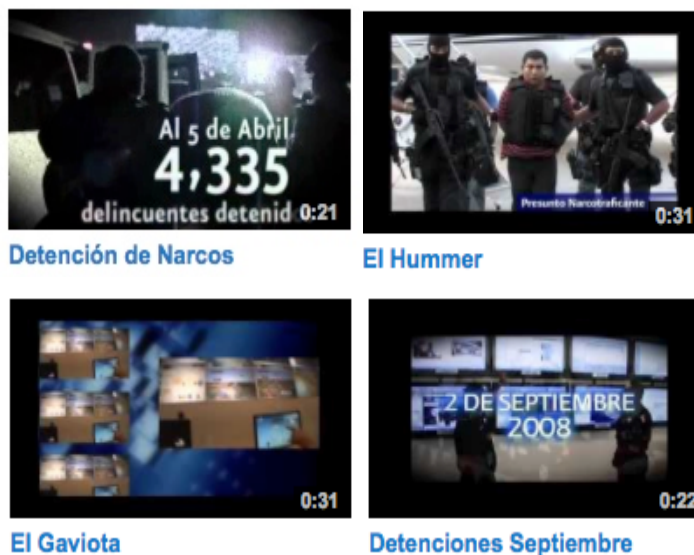 Al 5 de Abril
4,335
delincuentes detenid 0:21
Detención de Narcos
Presunto Narcotraficante
0:31
El Hummer
0:31
El Gaviota
2 DE SEPTIEMBRE
2008
0:22
Detenciones Septiembre